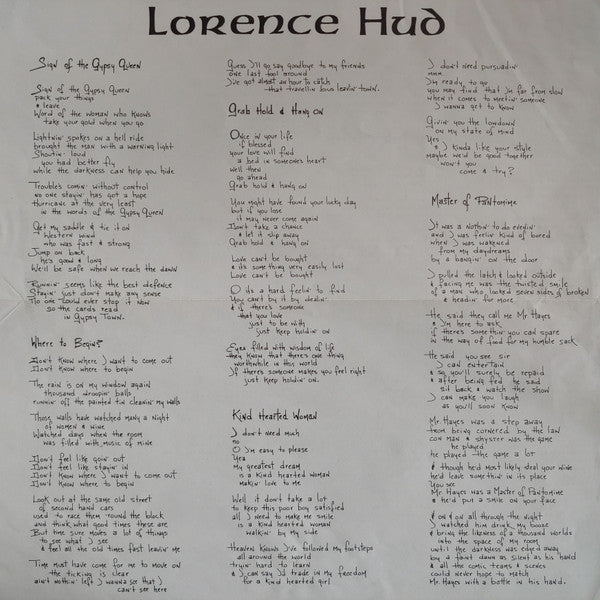 Lorence Hud
Sign of the Gypsy Queen
Sign of the Gypsy Queen
pack your things
& leave
Word of the woman who knows
take your gold when you go
Lightnin' spokes on a hell ride
brought the man with a warning light
Shoutin' loud
you had better fly
while the darkness can help you hide
Trouble's comin' without control
no one stayin' has got a hope
Hurricane at the very least
in the words of the Gypsy Queen
Get my saddle & tie it on
Western Wind
who was fast & strong
Jump on back
he's good & long
We'll be safe when we reach the dawn
Runnin' seems like the best defence
Stayin' just don't make any sense
No one could ever stop it now
so the cards read
in Gypsy Town.
Where to Begin?
I don't know where I want to come out
I don't know where to begin
The rain is on my window again
thousand droopin' balls
runnin' off the painted tin cleanin' my walls
Those walls have watched many a Night
of women & wine
Watched days when the room
was filled with music of mine
I don't feel like goin' out
I don't feel like stayin' in
I don't know where I want to come out
I don't know where to begin
Look out at the same old street
of second hand cars
used to race them 'round the block
and think what good times these are
But time sure moves a lot of things
to see what I see
& feel all the old times fast leavin' me
Time must have come for me to move on
the ticking is clear
ain't nothin' left I wanna see that I
can't see here
Guess I'll go say goodbye to my friends
one last fool around
I've got almost an hour to catch
that travellin' bus leavin' town.
Grab Hold & Hang On
Once in your life
if blessed
your love will find
a bed in someone's heart
Well then
go ahead
Grab hold & hang on
You might have found your lucky day
but if you lose
it may never come again
Don't take a chance
& let it slip away
Grab hold & hang on
Love can't be bought
& it's something very easily lost
Love can't be bought
O its a hard feelin' to find
You can't by it by dealin'
& if there's someone
that you love
just to be with
just keep holdin' on
Eyes filled with wisdom of life
they know that there's one thing
worthwhile in this world
If there's someone makes you feel right
just keep holdin' on.
Kind Hearted Woman
I don't need much
no
O I'm easy to please
Yea
my greatest dream
is a kind hearted woman
makin' love to me
Well it don't take a lot
to keep this poor boy satisfied
all I need to make me smile
is a kind hearted woman
walkin' by my side
Heaven knows I've followed my footsteps
all around the world
tryin' hard to learn
& I can say I'd trade in my freedom
for a kind hearted girl
I don't need pursuadin'
mmm
I'm ready to go
you may find that I'm far from slow
when it comes to meetin' someone
I wanna get to know
Givin' you the lowdown
on my state of mind
Yes
& I kinda like your style
maybe we'd be good together
won't you
come & try?
Master of Pantomine
It was a nothin' to do evenin'
and I was feelin' kind of bored
when I was wakened
from my daydreams
by a bangin' on the door
I pulled the latch & looked outside
& facing me was the twisted smile
of a man who looked seven sides of broken
& headin' for more
He said they call me Mr Hayes
& I'm here to ask
if there's somethin' you can spare
in the way of food for my humble sack
He said you see sir
I can entertain
& so you'll surely be repaid
& after being fed he said
sit back & watch the show
I can make you laugh
as you'll soon know
Mr Hayes was a step away
from being cornered by the law
con man & shyster was the game
he played
he played the game a lot
& though he'd most likely steal your wine
he'd leave somethin' in its place
You see
Mr Hayes was a Master of Pantomine
& he'd put a smile on your face
& on & on all through the night
I watched him drink my booze
& bring the likeness of a thousand worlds
into the space of my room
until the darkness was edged away
by a faint dawn as silent as his hand
& all the comic teams & scenics
could never hope to match
Mr Hayes with a bottle in his hand.